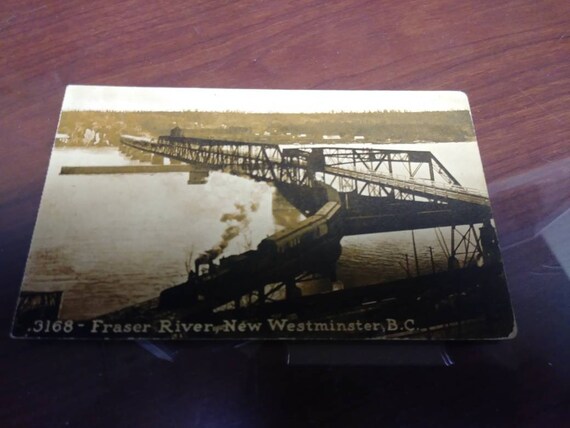 .3168 - Fraser River, New Westminster, B.C.